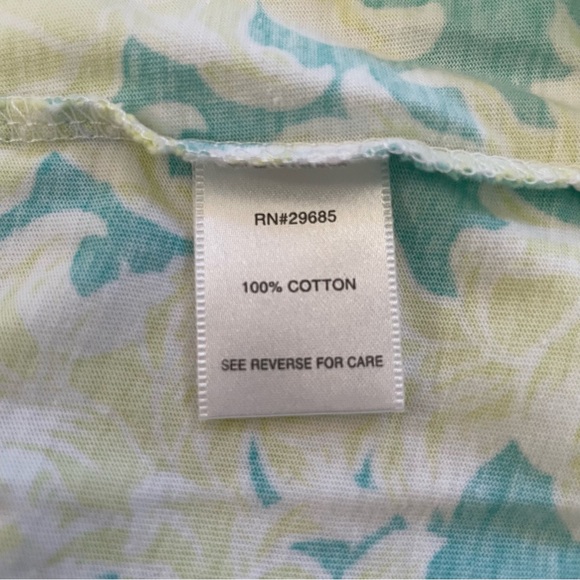 RN#29685
100% COTTON
SEE REVERSE FOR CARE